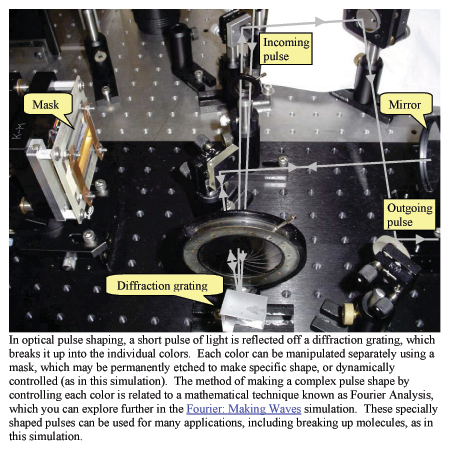 Incoming
pulse
Mask
Mirror
Outgoing
pulse
Diffraction grating
In optical pulse shaping, a short pulse of light is reflected off a diffraction grating, which
breaks it up into the individual colors. Each color can be manipulated separately using a
mask, which may be permanently etched to make specific shape, or dynamically
controlled (as in this simulation). The method of making a complex pulse shape by
controlling each color is related to a mathematical technique known as Fourier Analysis,
which you can explore further in the Fourier: Making Waves simulation. These specially
shaped pulses can be used for many applications, including breaking up molecules, as in
this simulation.